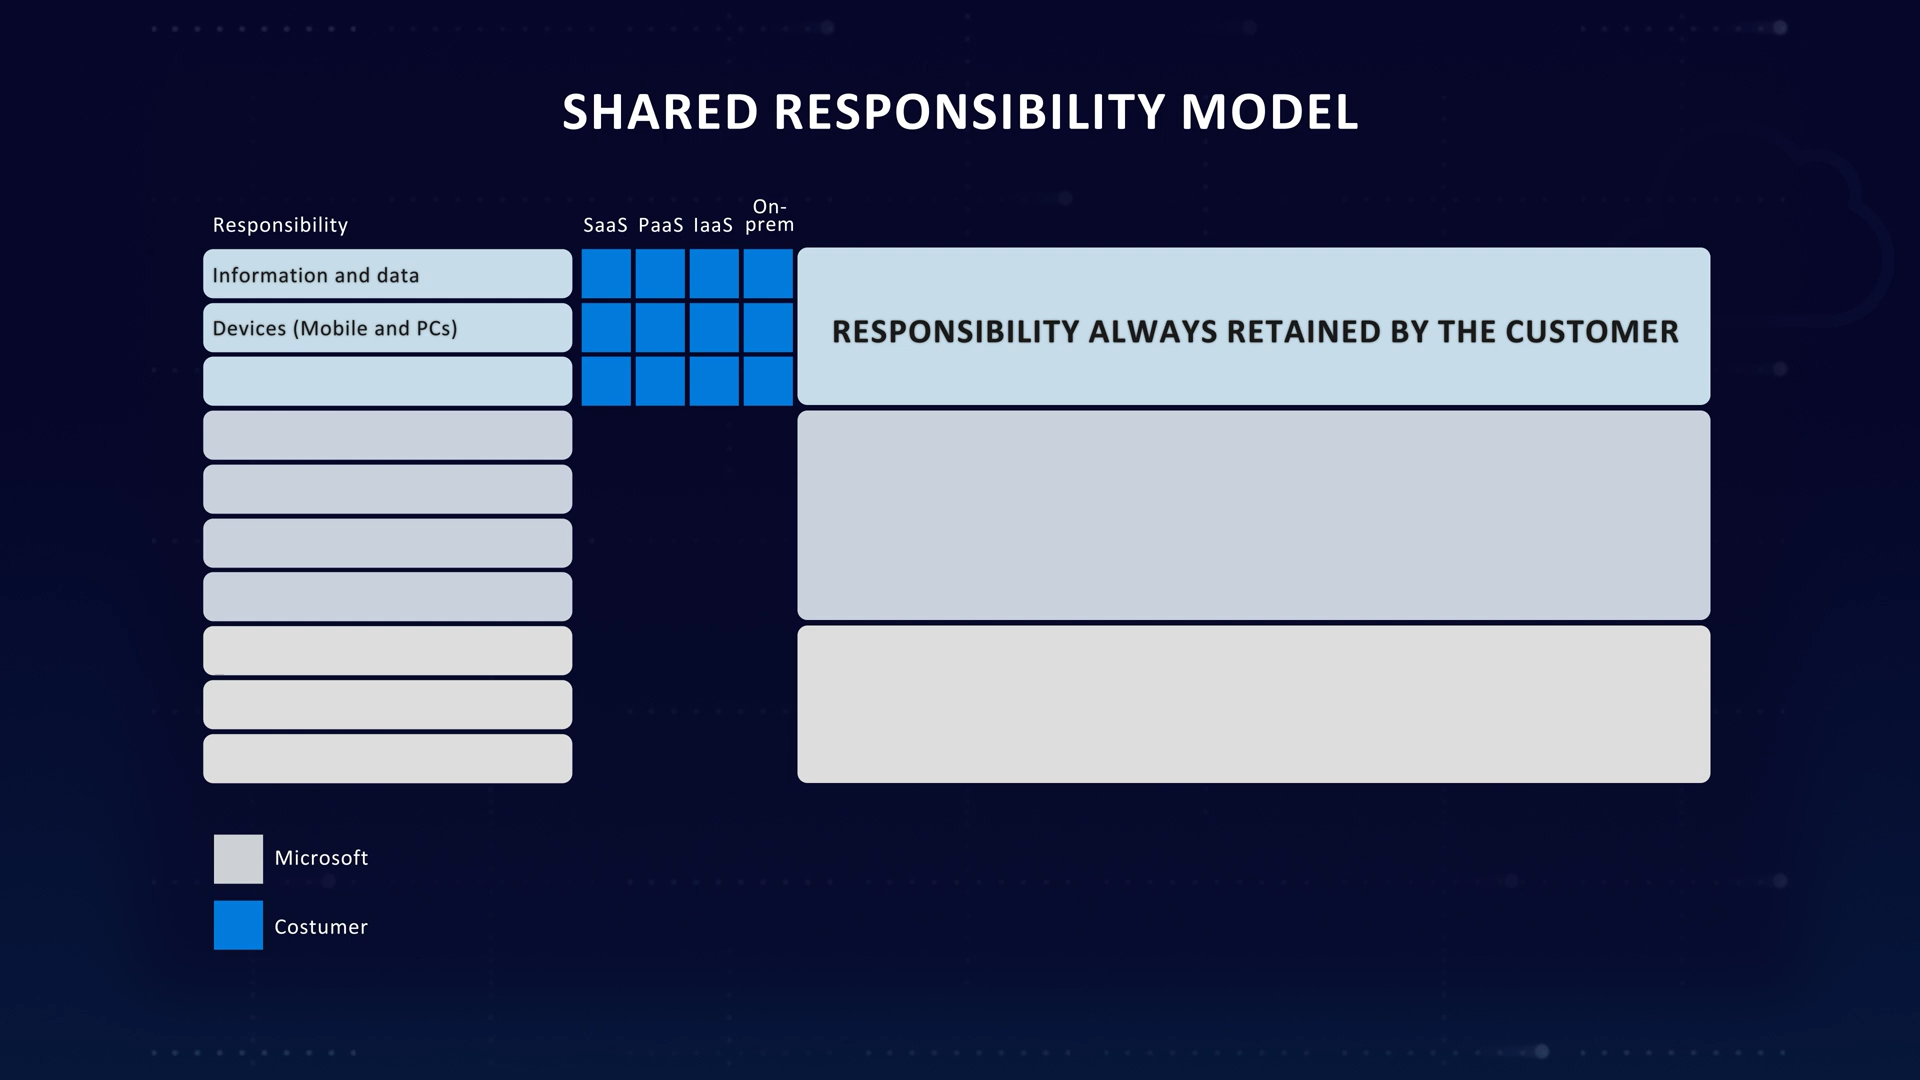 SHARED RESPONSIBILITY MODEL
Responsibility
SaaS PaaS IaaS On-
prem
Information and data
Devices (Mobile and PCs)
RESPONSIBILITY ALWAYS RETAINED BY THE CUSTOMER
Microsoft
Costumer